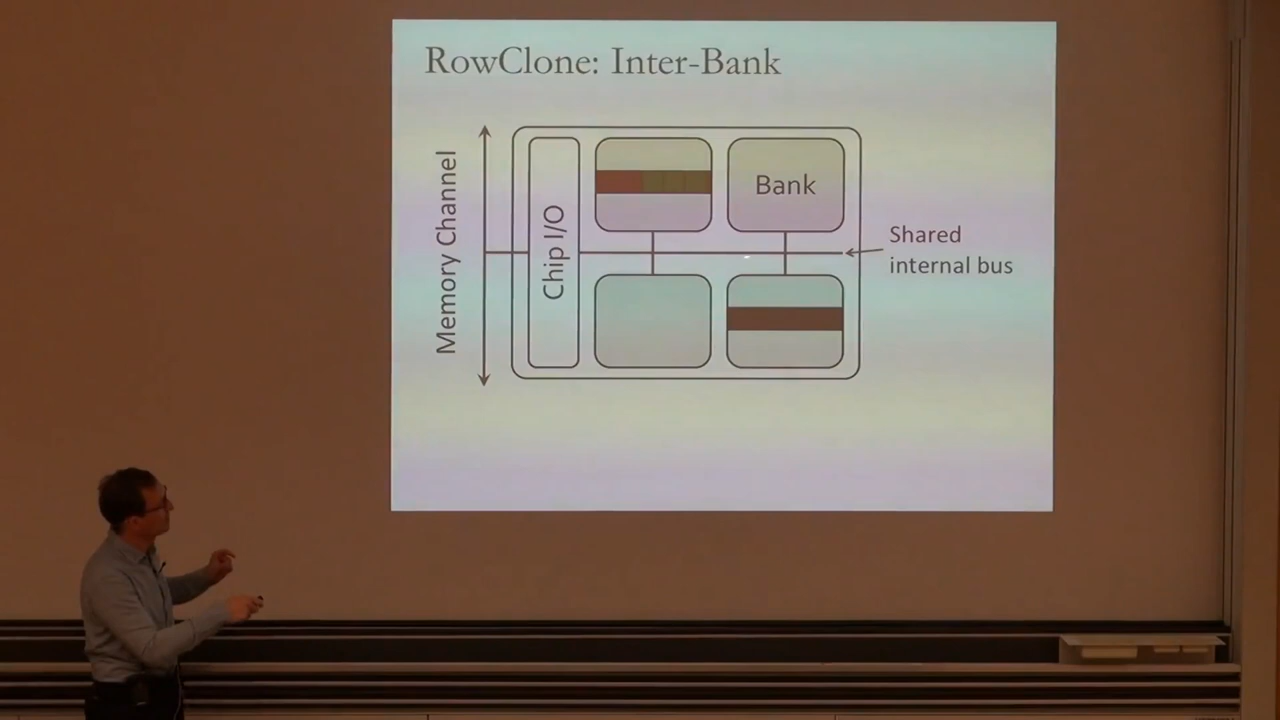 RowClone: Inter-Bank
Memory Channel
Chip I/O
Bank
Shared
internal bus